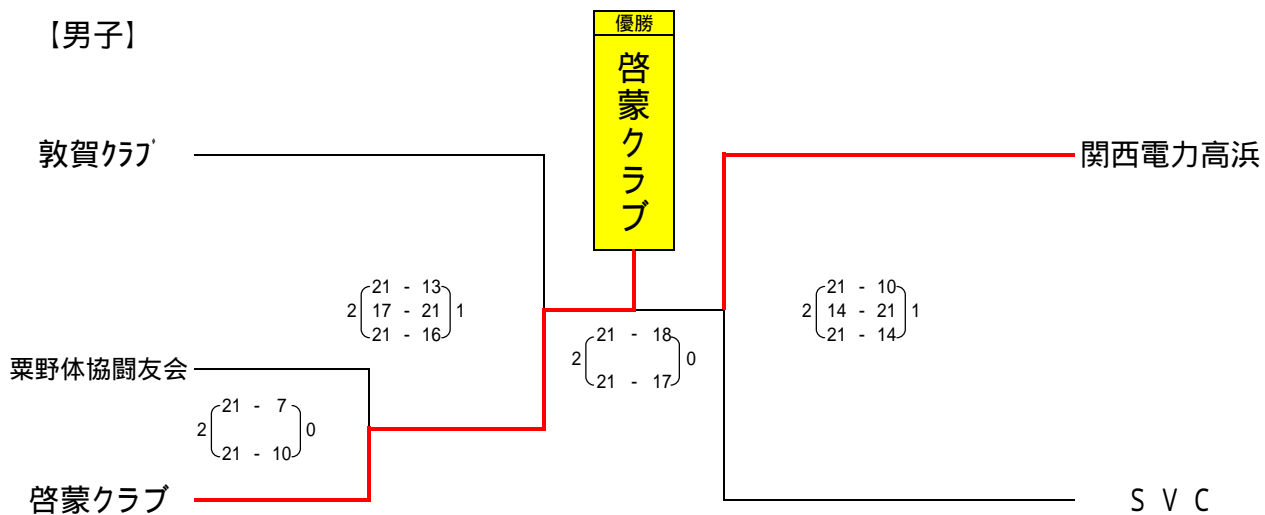 【男子】
優勝
啓蒙クラブ
敦賀ｸﾗﾌﾞ
関西電力高浜
21 - 13
2 17 - 21 1
21 - 16
21 - 10
2 14 - 21 1
21 - 14
21 - 18
2 0
21 - 17
粟野体協闘友会
21 - 7
2 0
21 - 10
啓蒙クラブ
Ｓ Ｖ Ｃ